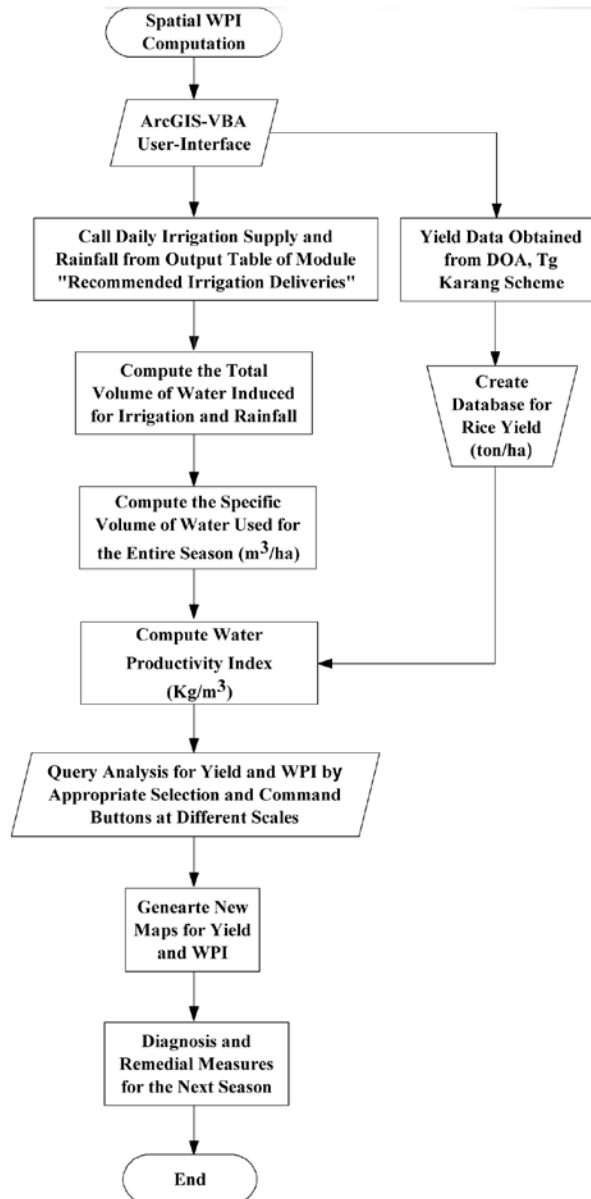 Spatial WPI
Computation
ArcGIS-VBA
User-Interface
Call Daily Irrigation Supply and
Rainfall from Output Table of Module
"Recommended Irrigation Deliveries"
Yield Data Obtained
from DOA, Tg
Karang Scheme
Compute the Total
Volume of Water Induced
for Irrigation and Rainfall
Create
Database for
Rice Yield
(ton/ha)
Compute the Specific
Volume of Water Used for
the Entire Season (m³/ha)
Compute Water
Productivity Index
(Kg/m³)
Query Analysis for Yield and WPI by
Appropriate Selection and Command
Buttons at Different Scales
Genearte New
Maps for Yield
and WPI
Diagnosis and
Remedial Measures
for the Next Season
End